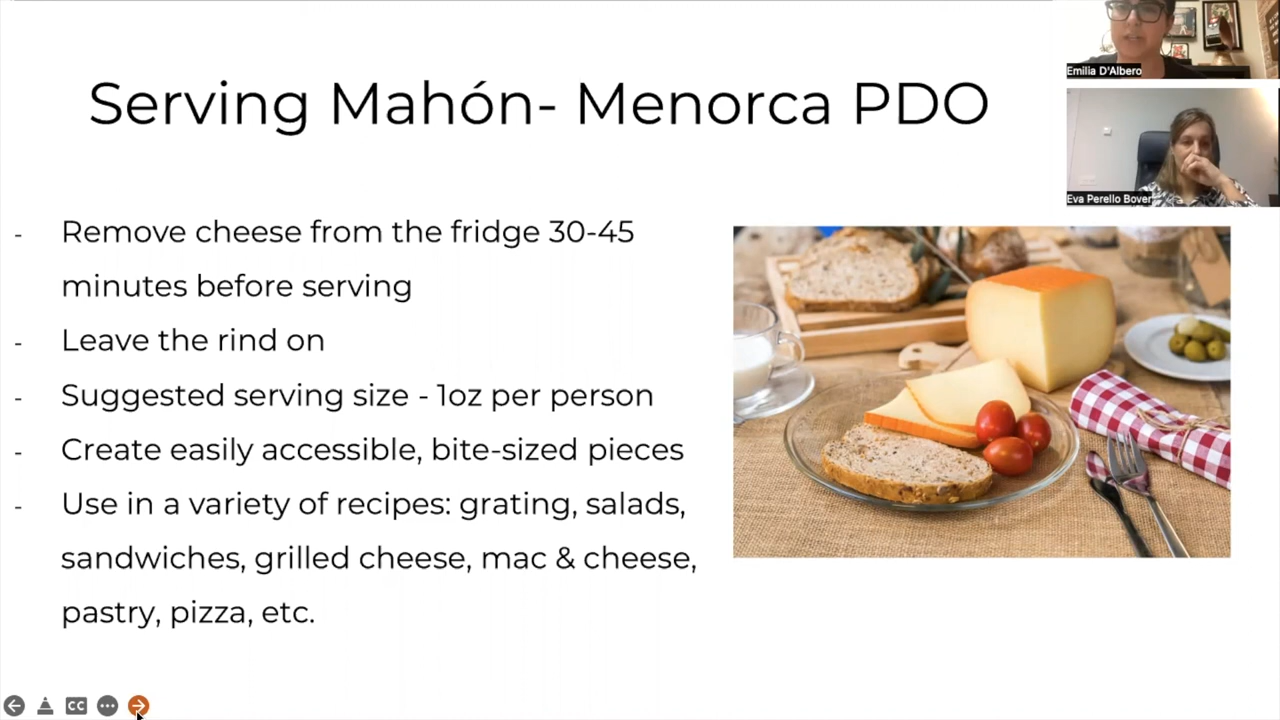 Serving Mahón- Menorca PDO
- Remove cheese from the fridge 30-45
minutes before serving
- Leave the rind on
- Suggested serving size - 1oz per person
- Create easily accessible, bite-sized pieces
- Use in a variety of recipes: grating, salads,
sandwiches, grilled cheese, mac & cheese,
pastry, pizza, etc.
Emilia D'Albero
Eva Perello Bover
CC